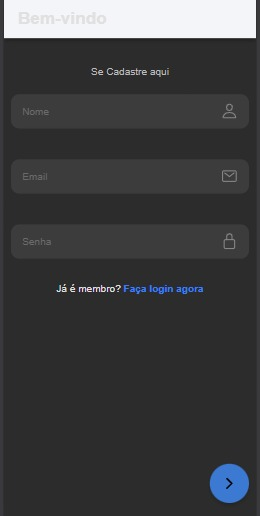 Bem-vindo
Se Cadastre aqui
Nome
Email
Senha
Já é membro? Faça login agora